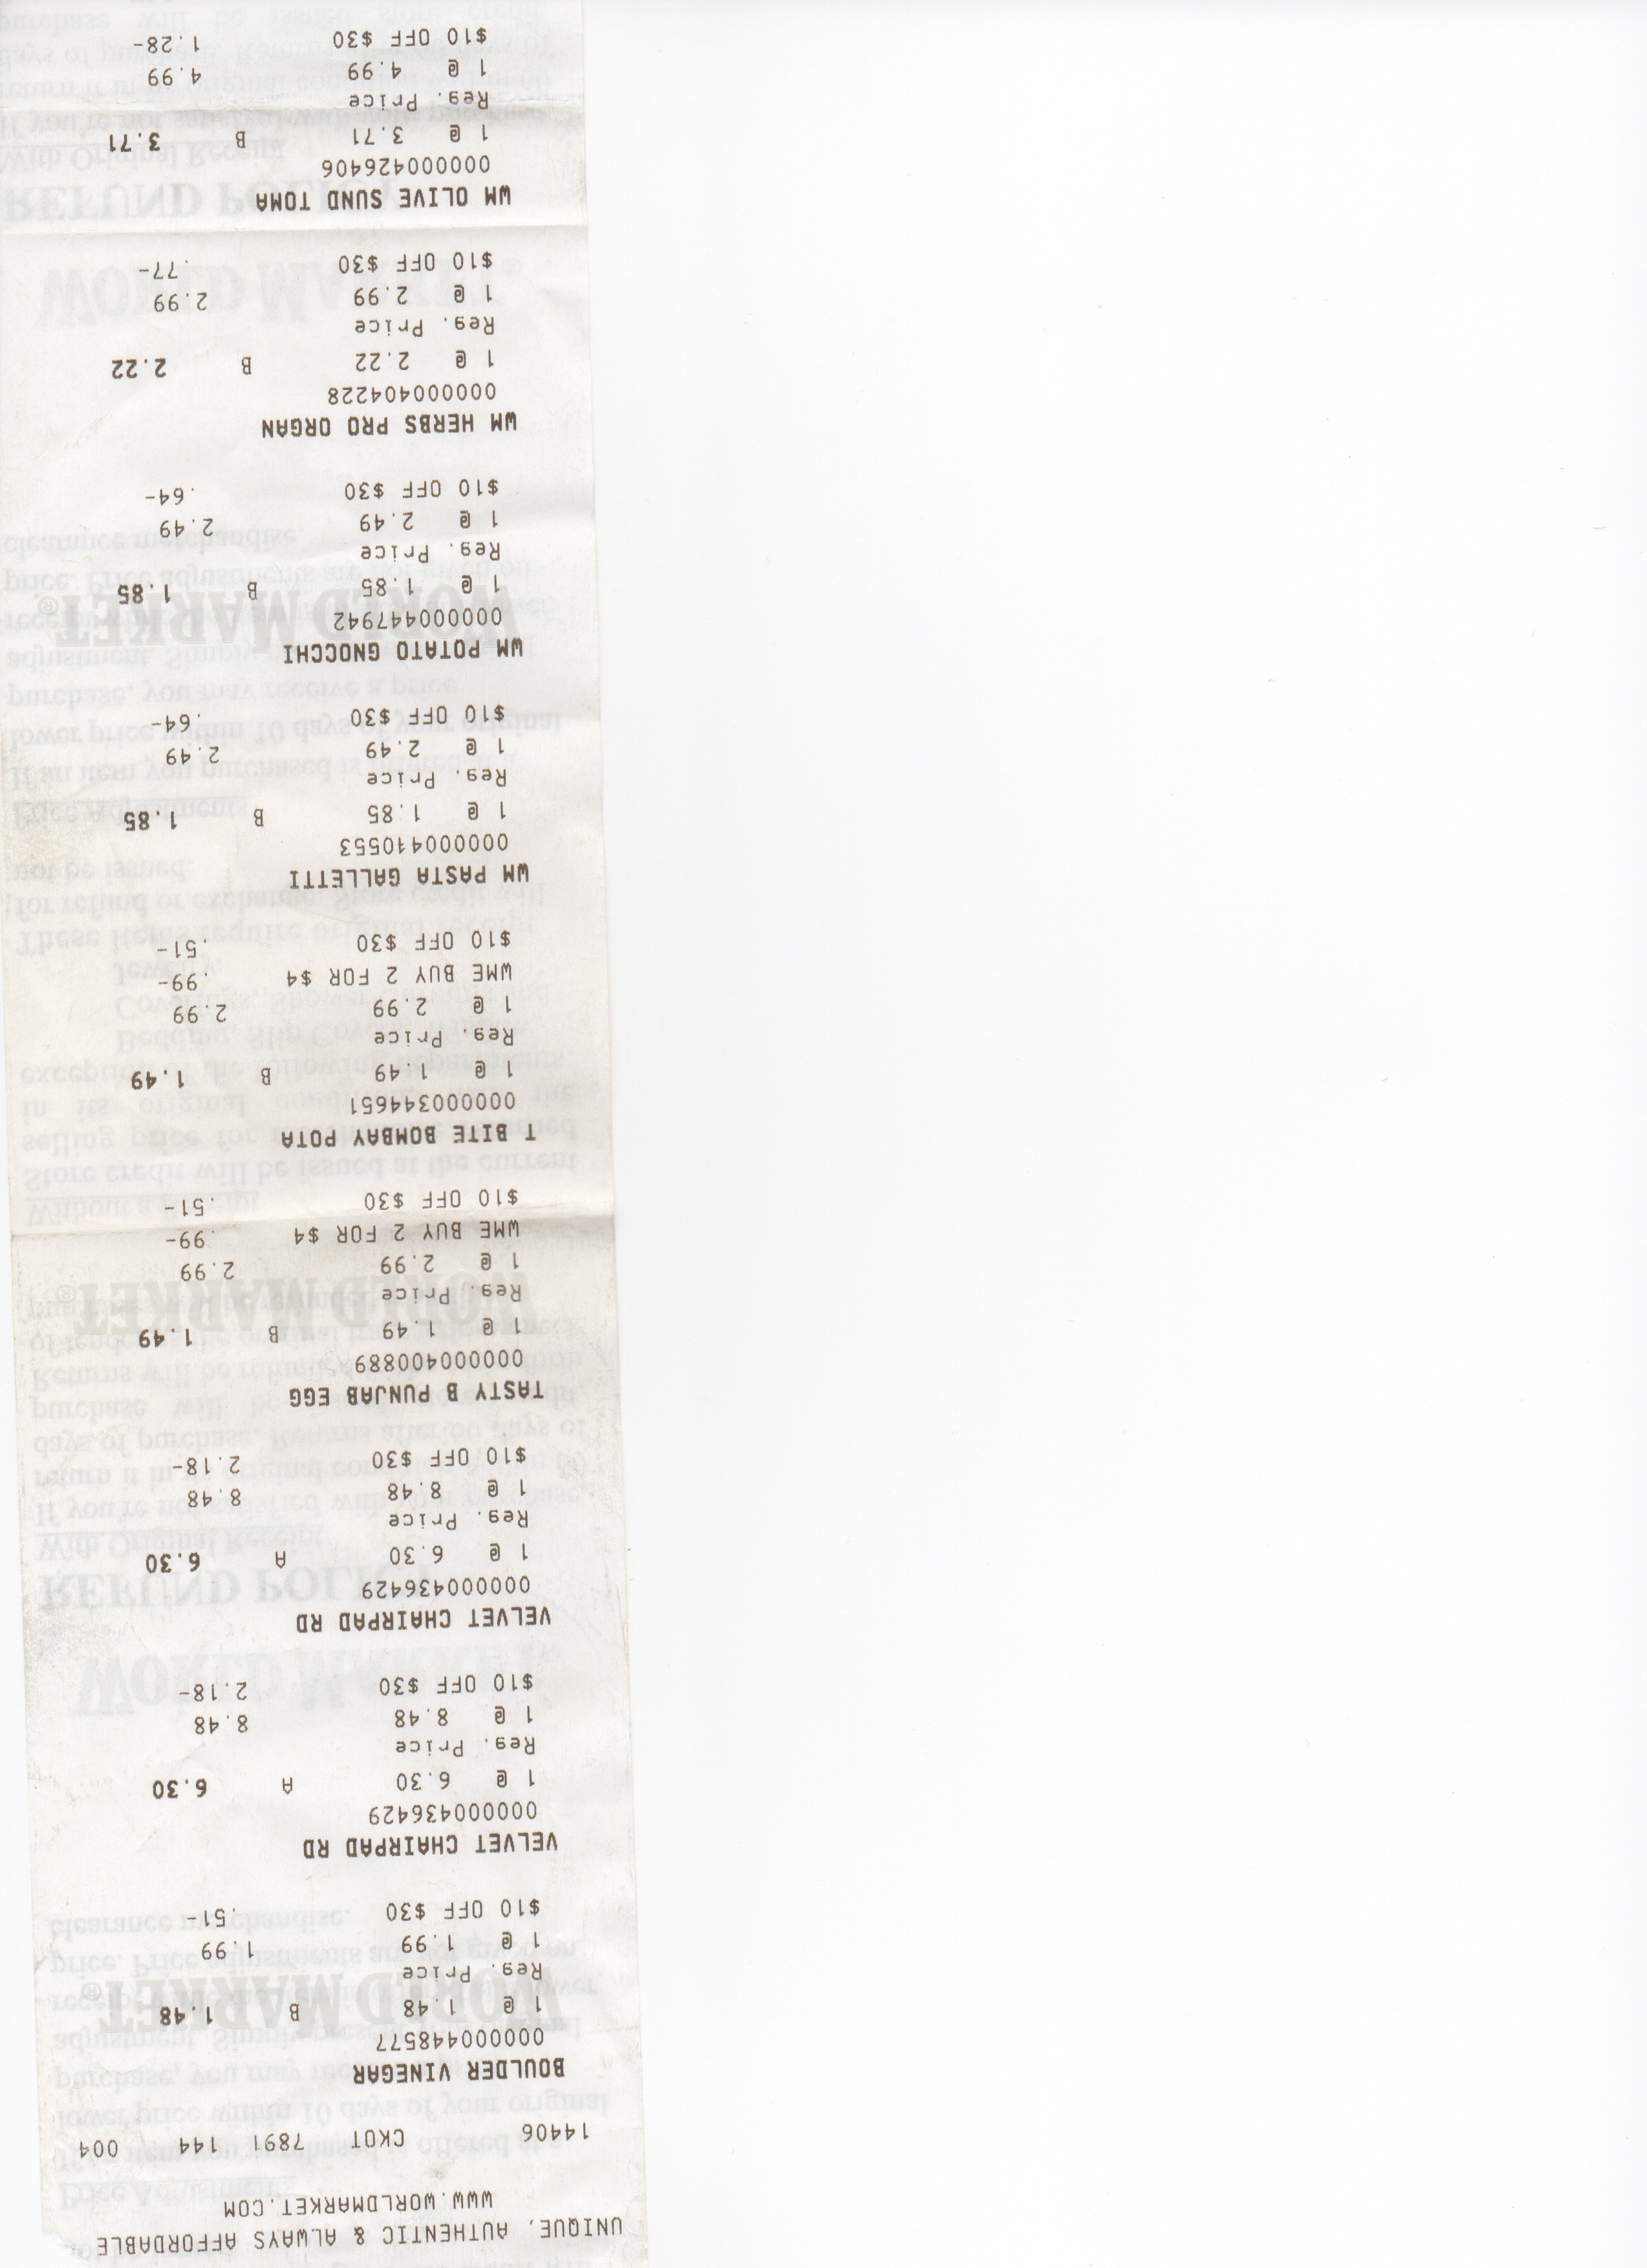 UNIQUE, AUTHENTIC & ALWAYS AFFORDABLE
WWW.WORLDMARKET.COM
14406 CKOT 7891 144 004
BOULDER VINEGAR
000000448577
1 @ 1.48 B 1.48
Reg. Price
1 @ 1.99 1.99
$10 OFF $30 .51-
VELVET CHAIRPAD RD
000000436429
1 @ 6.30 A 6.30
Reg. Price
1 @ 8.48 8.48
$10 OFF $30 2.18-
VELVET CHAIRPAD RD
000000436429
1 @ 6.30 A 6.30
Reg. Price
1 @ 8.48 8.48
$10 OFF $30 2.18-
TASTY B PUNJAB EGG
000000400889
1 @ 1.49 B 1.49
Reg. Price
1 @ 2.99 2.99
WME BUY 2 FOR $4 .99-
$10 OFF $30 .51-
T BITE BOMBAY POTA
000000344651
1 @ 1.49 B 1.49
Reg. Price
1 @ 2.99 2.99
WME BUY 2 FOR $4 .99-
$10 OFF $30 .51-
WM PASTA GALLETTI
000000410553
1 @ 1.85 B 1.85
Reg. Price
1 @ 2.49 2.49
$10 OFF $30 .64-
WM POTATO GNOCCHI
000000447942
1 @ 1.85 B 1.85
Reg. Price
1 @ 2.49 2.49
$10 OFF $30 .64-
WM HERBS PRO ORGAN
000000404228
1 @ 2.22 B 2.22
Reg. Price
1 @ 2.99 2.99
$10 OFF $30 .77-
WM OLIVE SUND TOMA
000000426406
1 @ 3.71 B 3.71
Reg. Price
1 @ 4.99 4.99
$10 OFF $30 1.28-